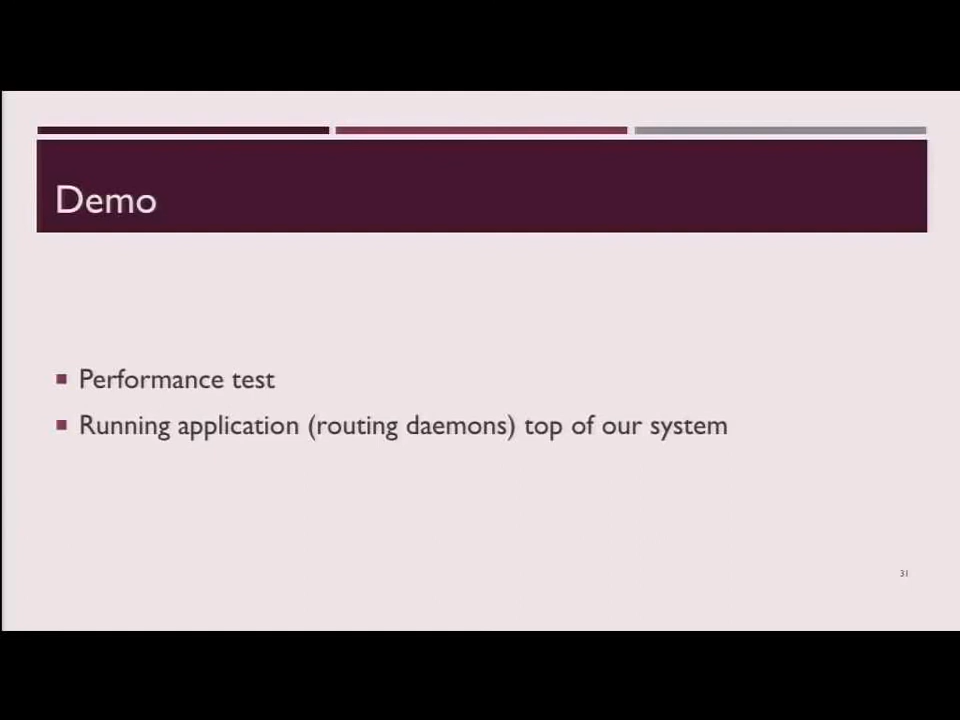 Demo
Performance test
Running application (routing daemons) top of our system
31